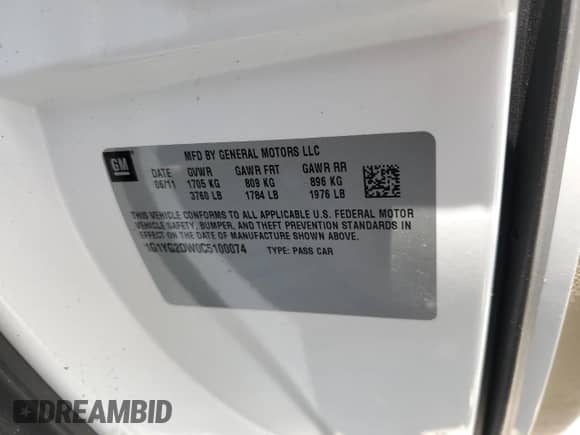 GM
MFD BY GENERAL MOTORS LLC
DATE GVWR GAWR FRT GAWR RR
06/11 1705 KG 809 KG 896 KG
3760 LB 1784 LB 1976 LB
THIS VEHICLE CONFORMS TO ALL APPLICABLE U.S. FEDERAL MOTOR
VEHICLE SAFETY, BUMPER, AND THEFT PREVENTION STANDARDS IN
EFFECT ON THE DATE OF MANUFACTURE SHOWN ABOVE.
1G1YG2DW0C5100074 TYPE: PASS CAR
DREAMBID